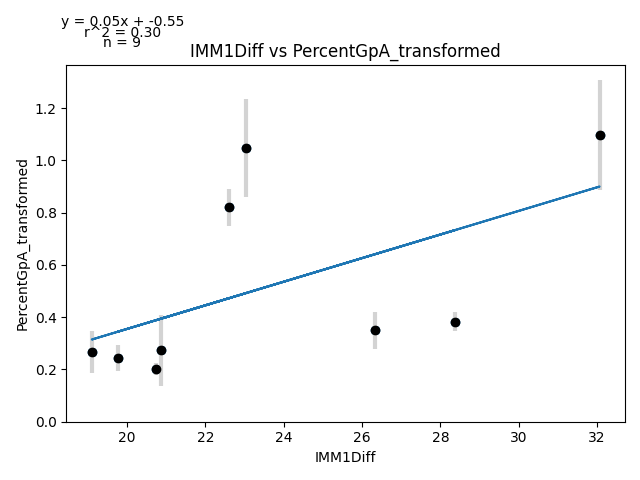 y = 0.05x + -0.55
r^2 = 0.30
n = 9
IMM1Diff vs PercentGpA_transformed
PercentGpA_transformed
1.2
1.0
0.8
0.6
0.4
0.2
0.0
20
22
24
26
28
30
32
IMM1Diff